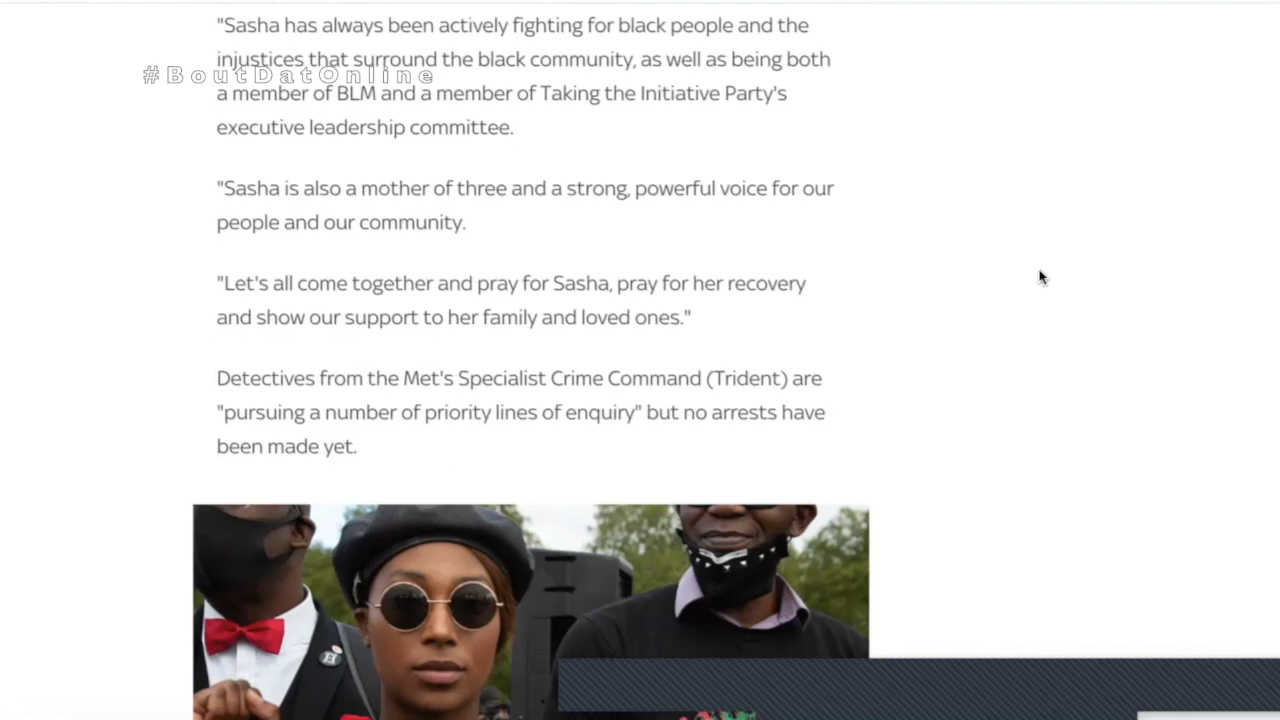 "Sasha has always been actively fighting for black people and the
injustices that surround the black community, as well as being both
#BoutDatOnline
a member of BLM and a member of Taking the Initiative Party's
executive leadership committee.
"Sasha is also a mother of three and a strong, powerful voice for our
people and our community.
"Let's all come together and pray for Sasha, pray for her recovery
and show our support to her family and loved ones."
Detectives from the Met's Specialist Crime Command (Trident) are
"pursuing a number of priority lines of enquiry" but no arrests have
been made yet.